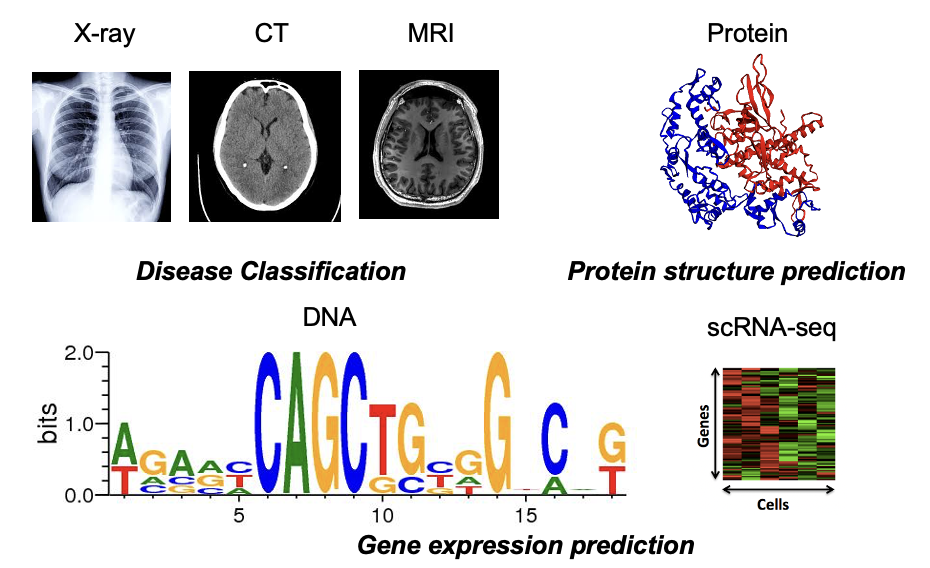 X-ray
CT
MRI
Protein
Disease Classification
Protein structure prediction
DNA
scRNA-seq
bits
2.0
1.0
0.0
A
T
G
A
C
A
C
G
A
G
C
C
T
A
C
A
G
C
T
G
G
C
C
T
G
G
A
T
G
C
A
G
T
5
10
15
Genes
Cells
Gene expression prediction